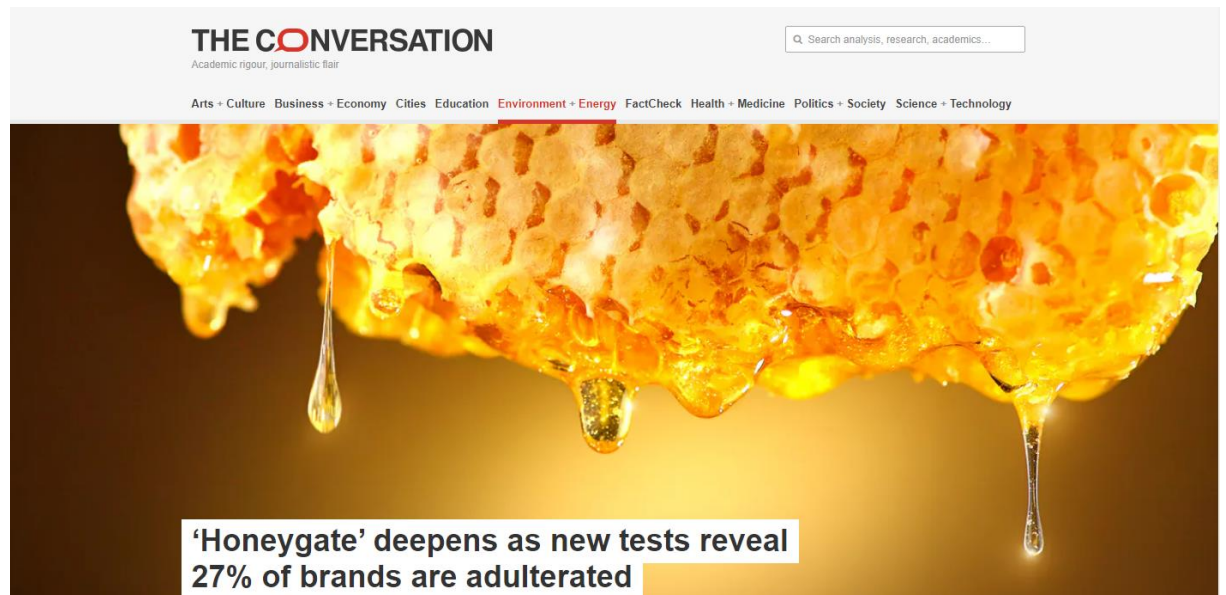 THE CONVERSATION
Search analysis, research, academics...
Academic rigour, journalistic flair
Arts + Culture Business + Economy Cities Education Environment + Energy FactCheck Health + Medicine Politics + Society Science + Technology
‘Honeygate’ deepens as new tests reveal
27% of brands are adulterated